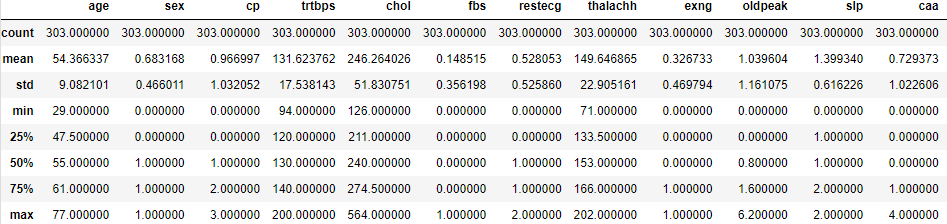 age sex cp trtbps chol fbs restecg thalachh exng oldpeak slp caa
count 303.000000 303.000000 303.000000 303.000000 303.000000 303.000000 303.000000 303.000000 303.000000 303.000000 303.000000 303.000000
mean 54.366337 0.683168 0.966997 131.623762 246.264026 0.148515 0.528053 149.646865 0.326733 1.039604 1.399340 0.729373
std 9.082101 0.466011 1.032052 17.538143 51.830751 0.356198 0.525860 22.905161 0.469794 1.161075 0.616226 1.022606
min 29.000000 0.000000 0.000000 94.000000 126.000000 0.000000 0.000000 71.000000 0.000000 0.000000 0.000000 0.000000
25% 47.500000 0.000000 0.000000 120.000000 211.000000 0.000000 0.000000 133.500000 0.000000 0.000000 1.000000 0.000000
50% 55.000000 1.000000 1.000000 130.000000 240.000000 0.000000 1.000000 153.000000 0.000000 0.800000 1.000000 0.000000
75% 61.000000 1.000000 2.000000 140.000000 274.500000 0.000000 1.000000 166.000000 1.000000 1.600000 2.000000 1.000000
max 77.000000 1.000000 3.000000 200.000000 564.000000 1.000000 2.000000 202.000000 1.000000 6.200000 2.000000 4.000000